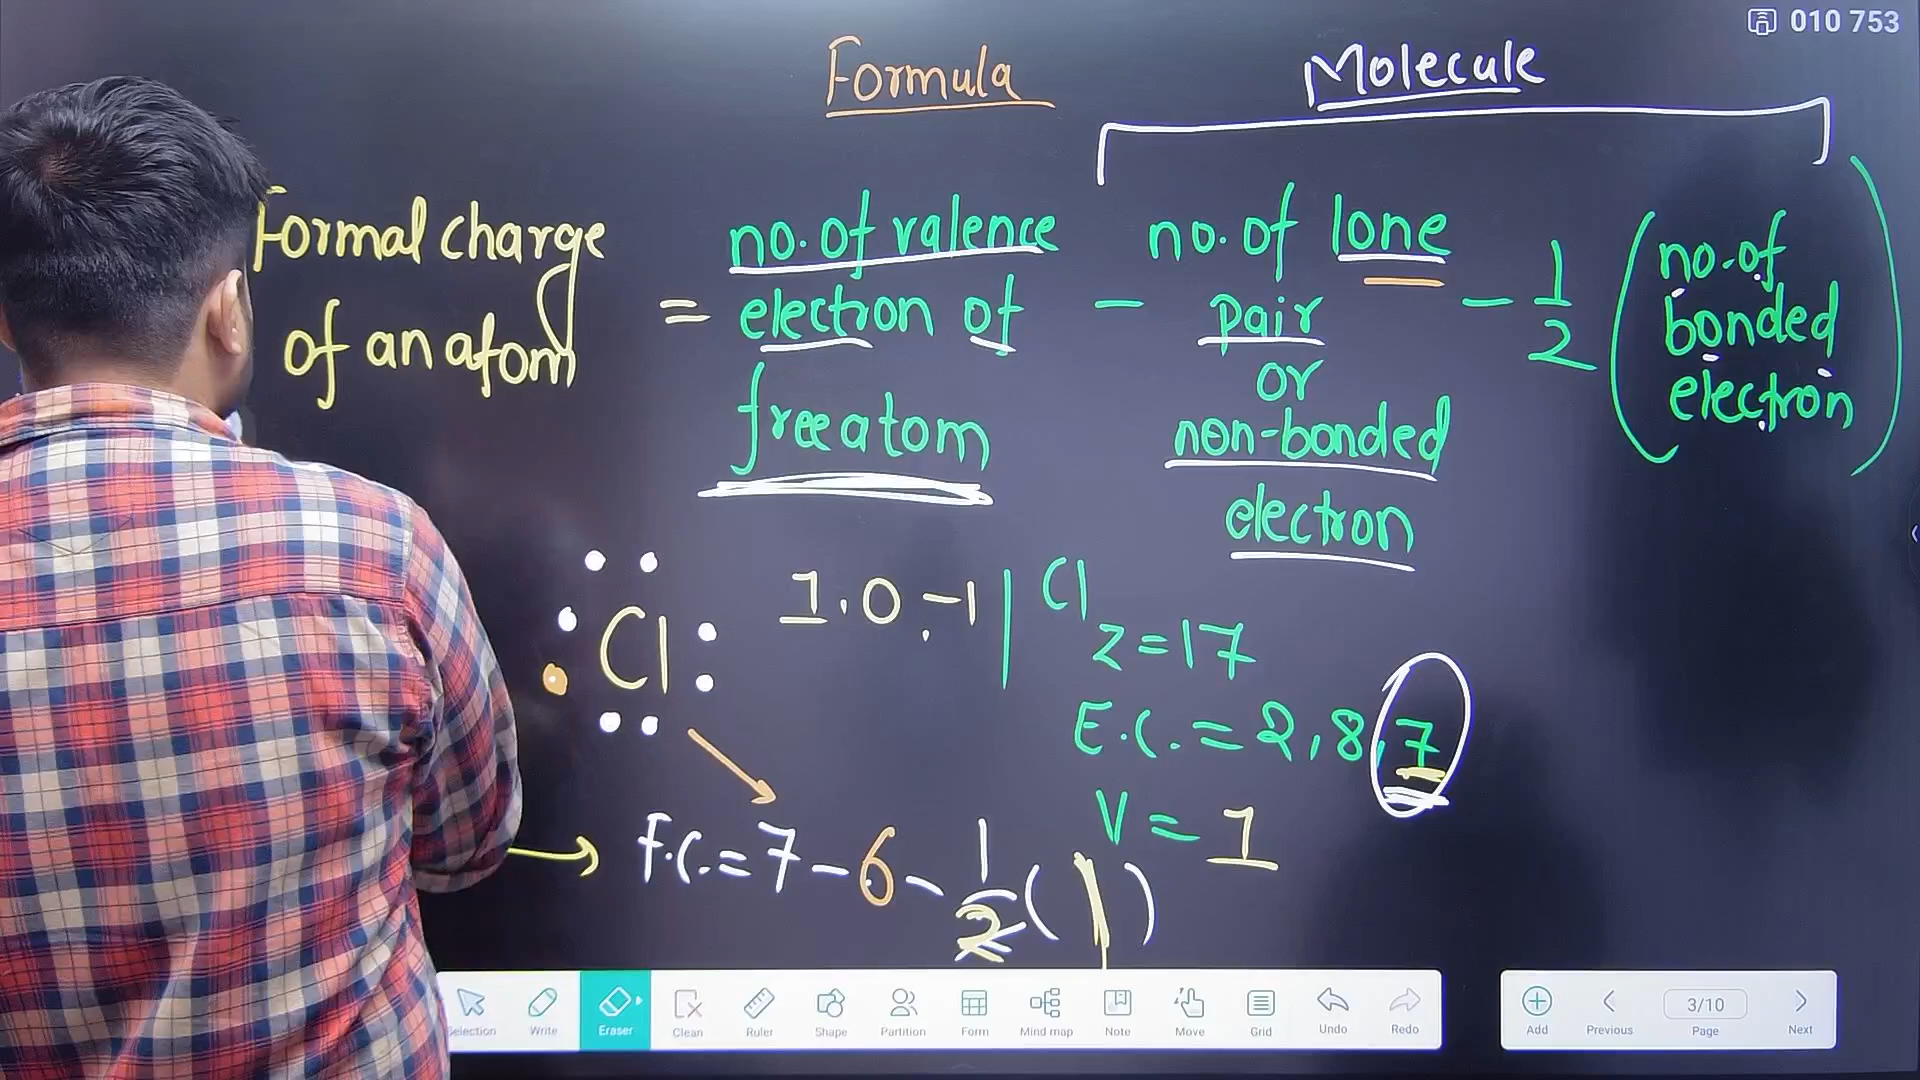 010 753
Formula
Molecule
Formal charge
of an atom
=
no. of valence
electron of
free atom
-
no. of lone
pair
or
non-bonded
electron
- 1/2
(no. of
bonded
electron)
Cl
1, 0, -1
Cl
Z = 17
E.C. = 2, 8, 7
V = 1
F.C. = 7 - 6 - 1/2 ( )
Selection
Write
Eraser
Clean
Ruler
Shape
Partition
Form
Mind map
Note
Move
Grid
Undo
Redo
Add
Previous
3/10
Page
Next